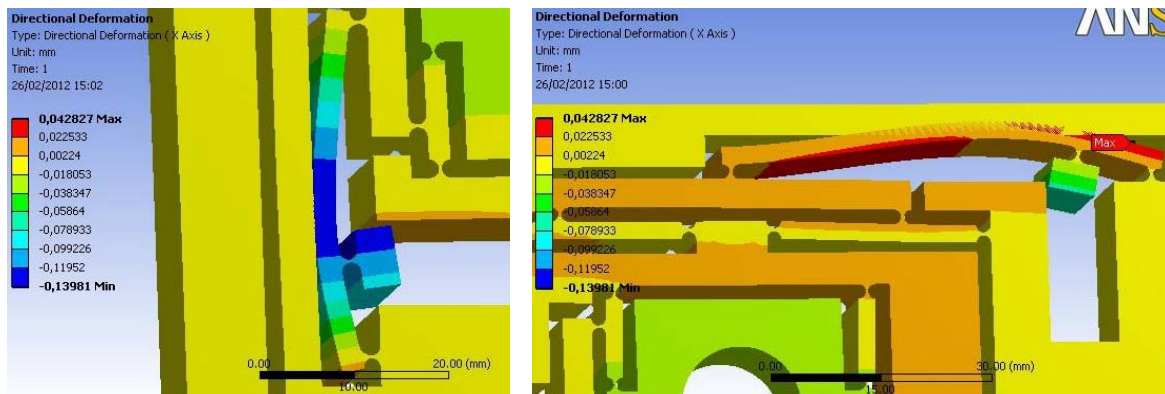 Directional Deformation
Type: Directional Deformation ( X Axis )
Unit: mm
Time: 1
26/02/2012 15:02
0,042827 Max
0,022533
0,00224
-0,018053
-0,038347
-0,05864
-0,078933
-0,099226
-0,11952
-0,13981 Min
0.00
20.00 (mm)
10.00
Directional Deformation
Type: Directional Deformation ( X Axis )
Unit: mm
Time: 1
26/02/2012 15:00
ANS
0,042827 Max
0,022533
0,00224
-0,018053
-0,038347
-0,05864
-0,078933
-0,099226
-0,11952
-0,13981 Min
Max
0.00
30.00 (mm)
15.00